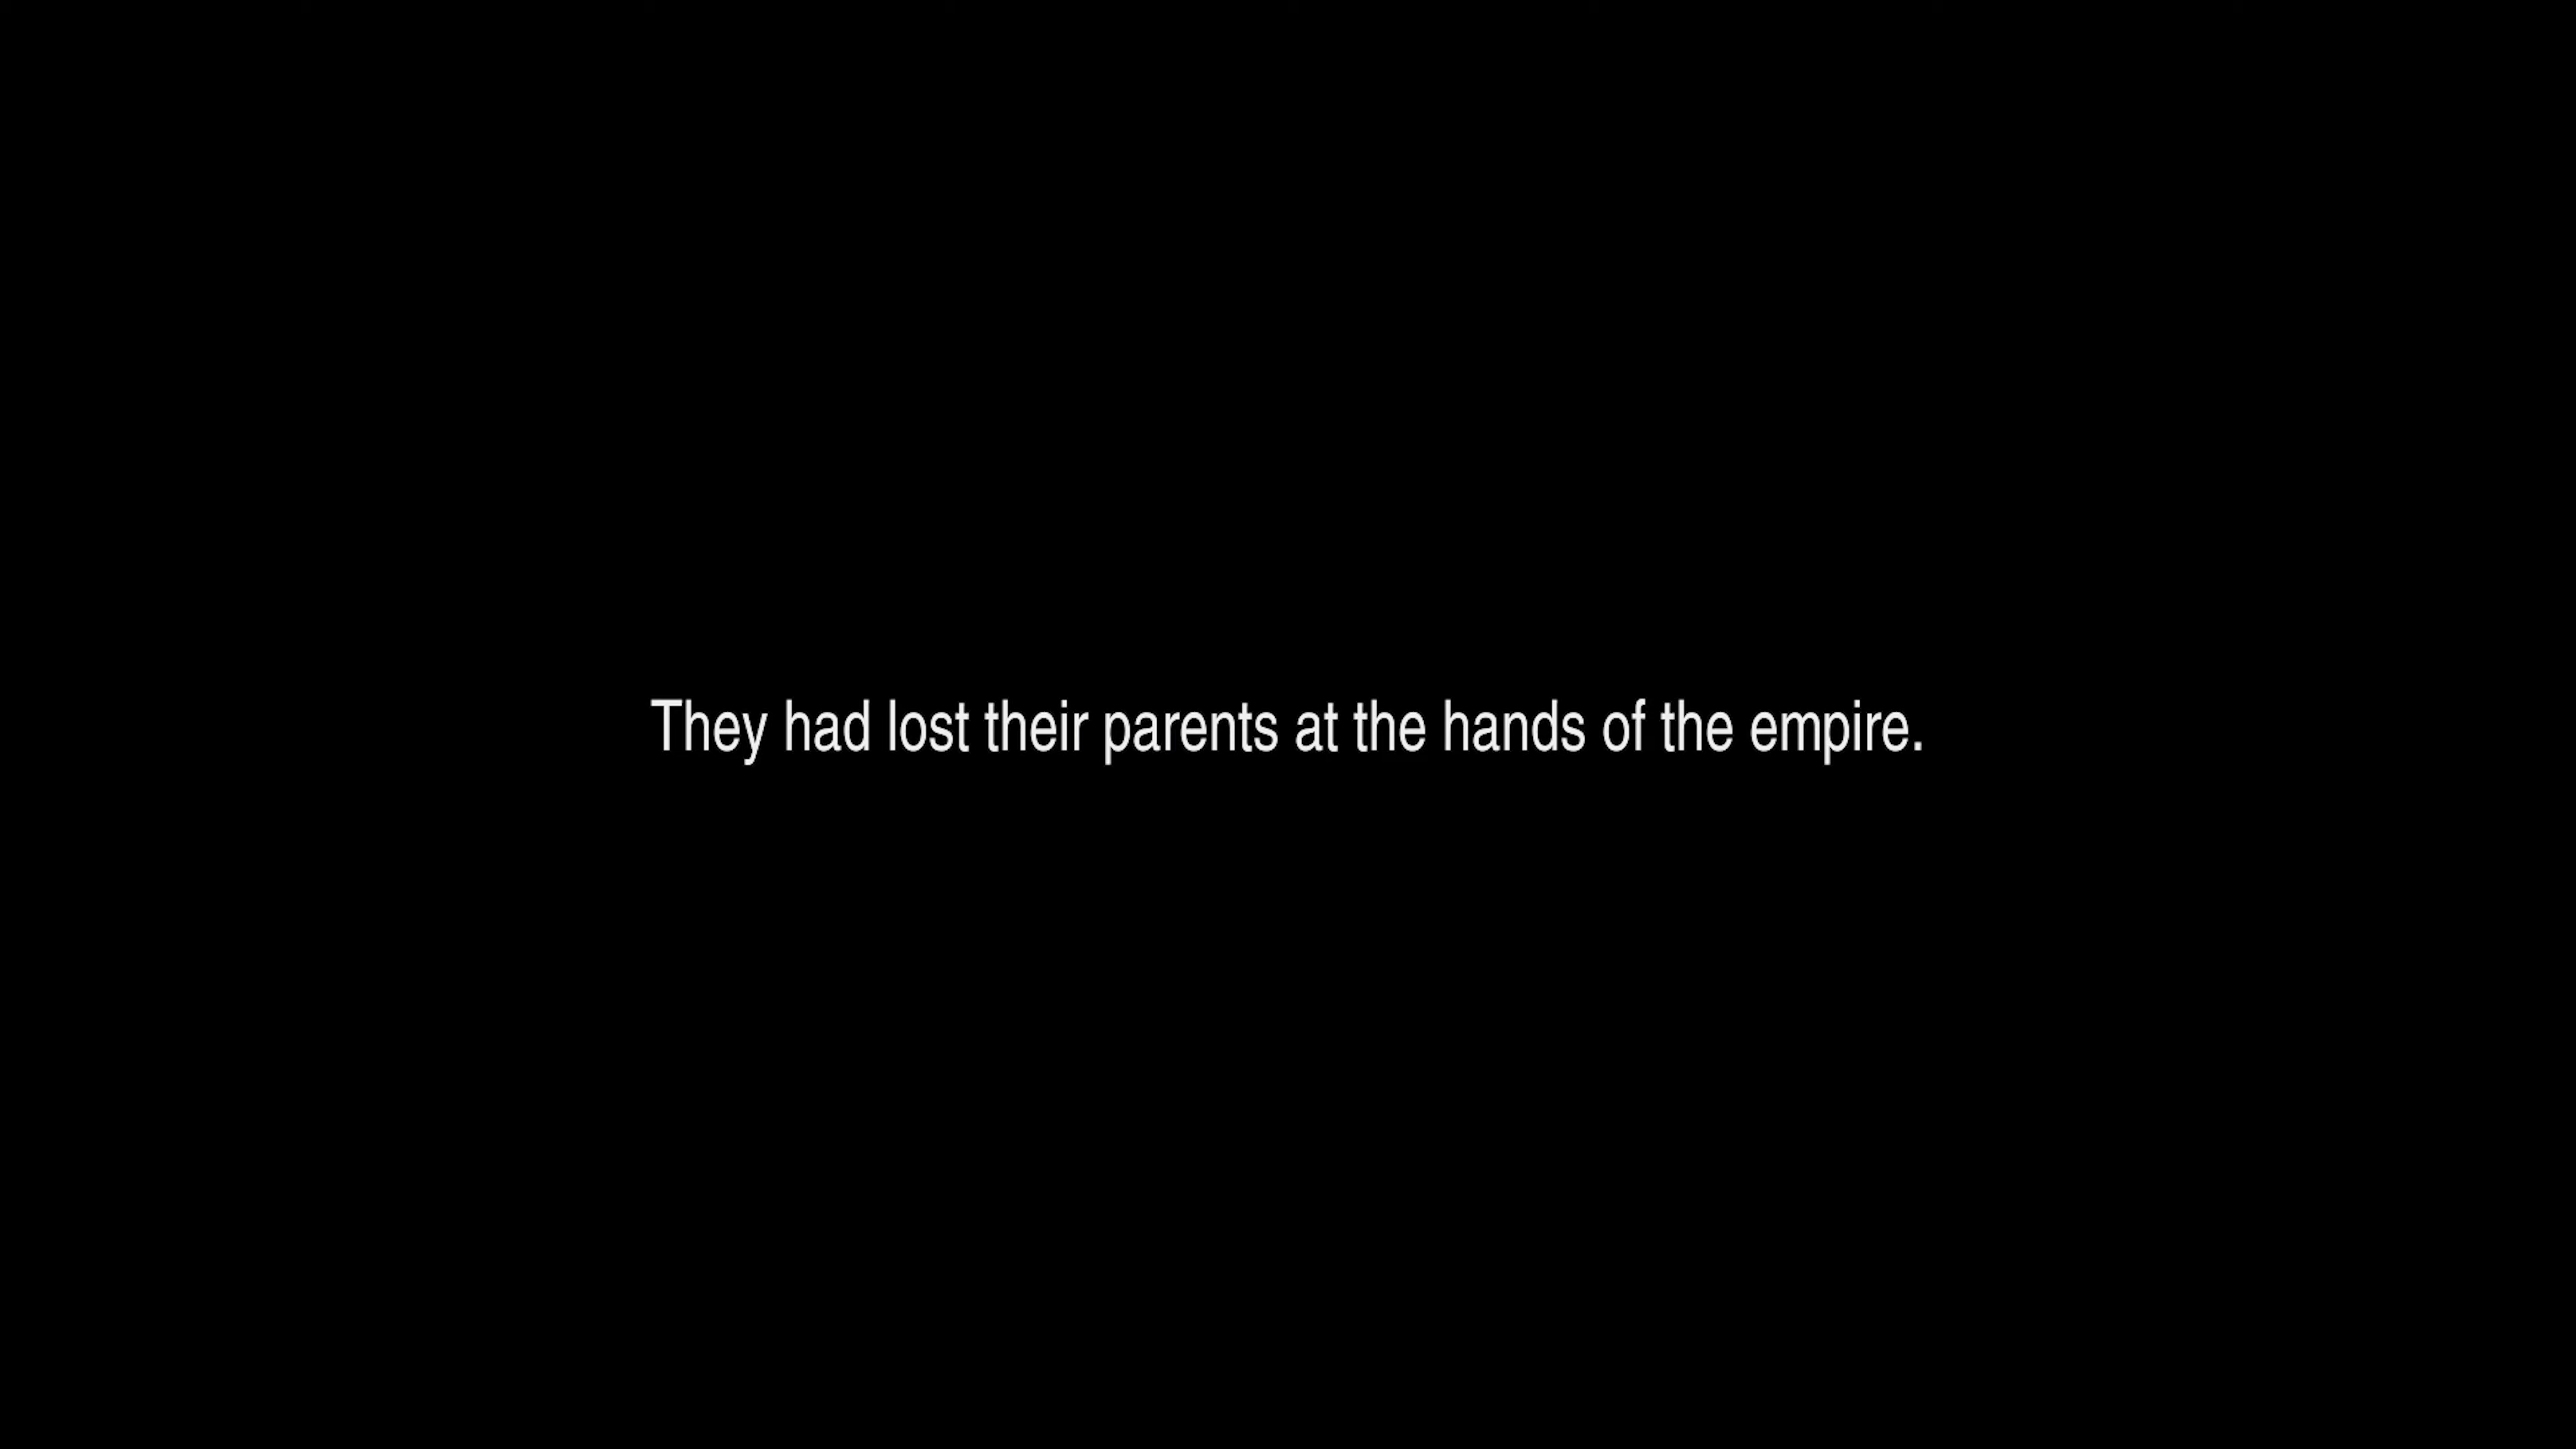 They had lost their parents at the hands of the empire.